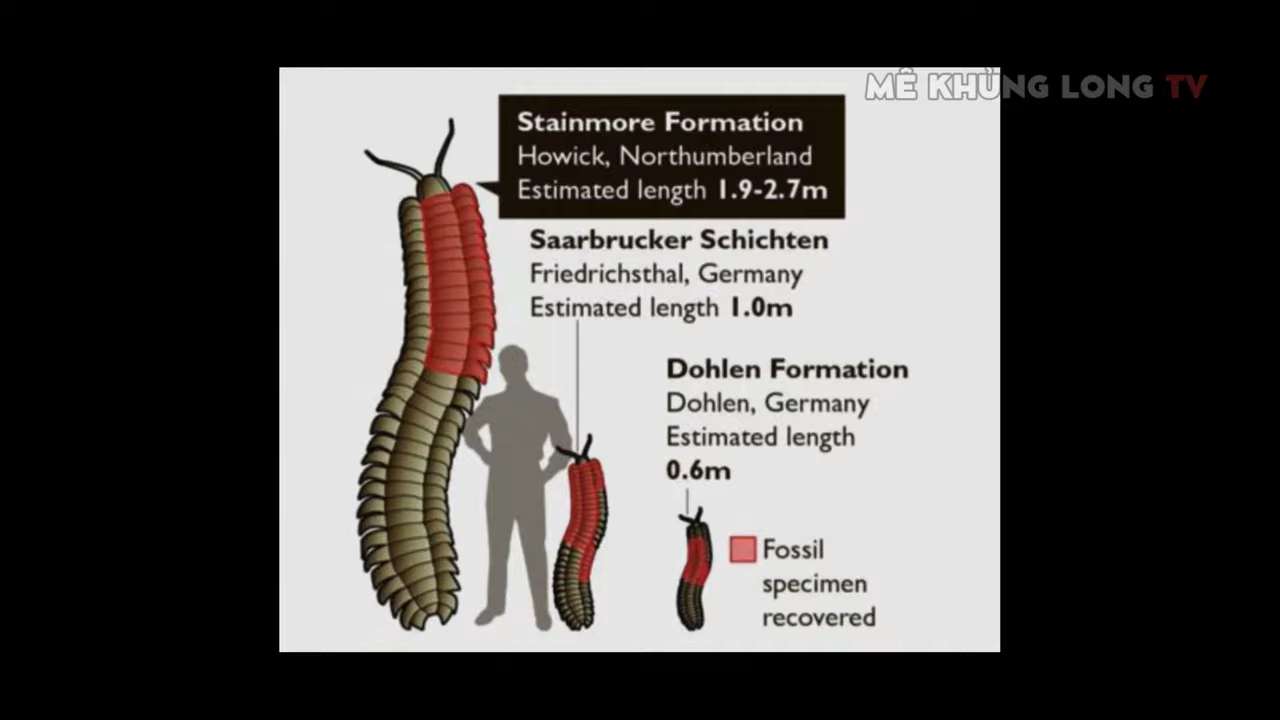 MÊ KHỦNG LONG TV
Stainmore Formation
Howick, Northumberland
Estimated length 1.9-2.7m
Saarbrucker Schichten
Friedrichsthal, Germany
Estimated length 1.0m
Dohlen Formation
Dohlen, Germany
Estimated length
0.6m
Fossil
specimen
recovered